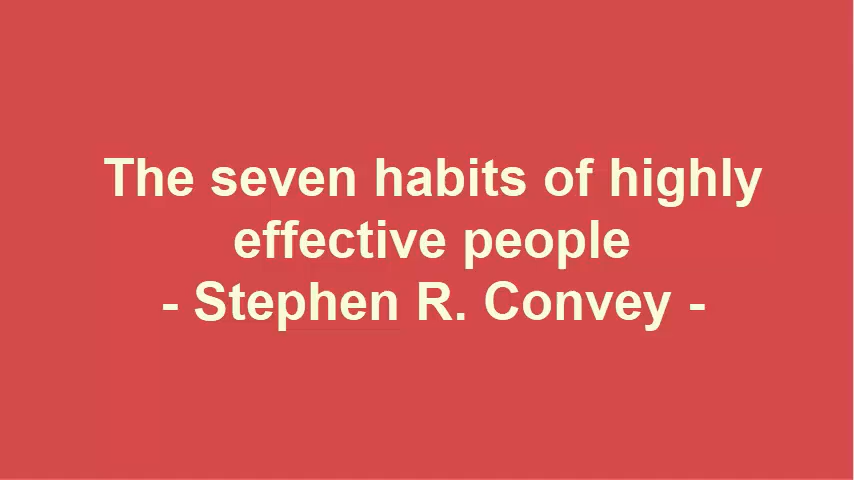 The seven habits of highly
effective people
- Stephen R. Convey -